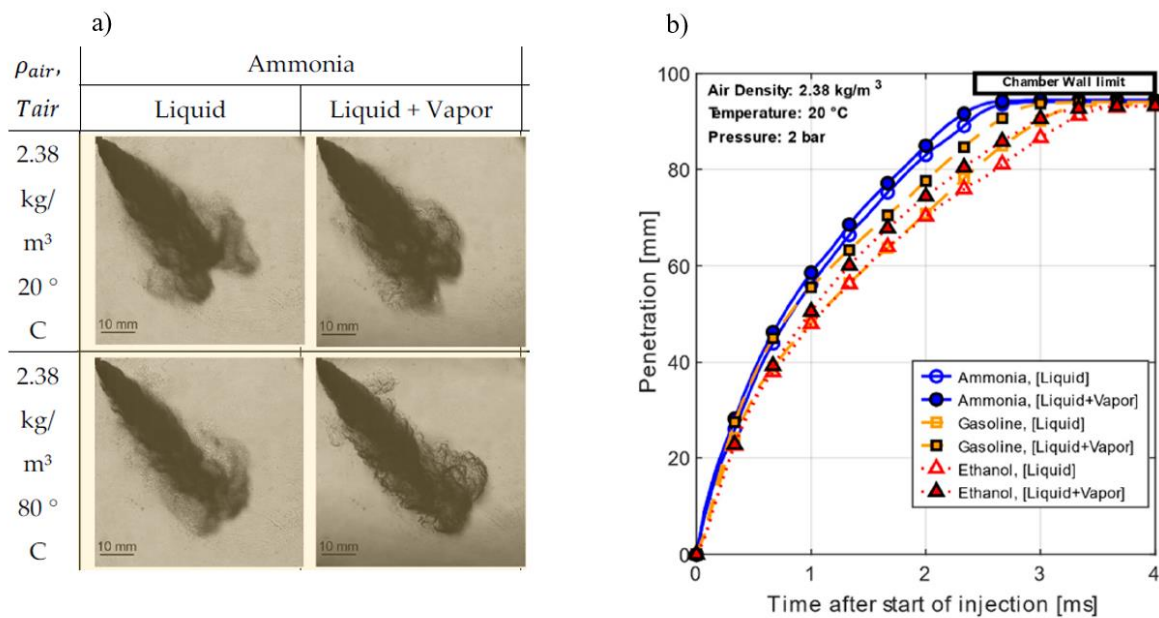 a)
ρair,
Tair
Ammonia
Liquid
Liquid + Vapor
2.38
kg/
m³
20 °
C
10 mm
10 mm
2.38
kg/
m³
80 °
C
10 mm
10 mm
b)
Air Density: 2.38 kg/m ³
Temperature: 20 °C
Pressure: 2 bar
Chamber Wall limit
Penetration [mm]
100
80
60
40
20
0
Ammonia, [Liquid]
Ammonia, [Liquid+Vapor]
Gasoline, [Liquid]
Gasoline, [Liquid+Vapor]
Ethanol, [Liquid]
Ethanol, [Liquid+Vapor]
0 1 2 3 4
Time after start of injection [ms]